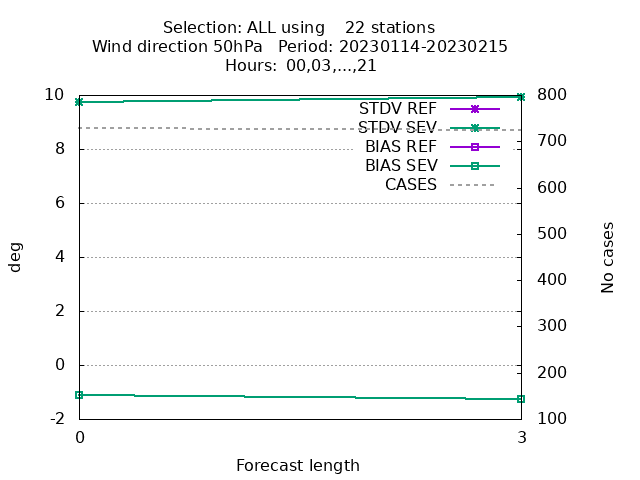 Selection: ALL using    22 stations
Wind direction 50hPa   Period: 20230114-20230215
Hours: 00,03,...,21
10
8
6
4
2
0
-2
deg
800
700
600
500
400
300
200
100
No cases
STDV REF
STDV SEV
BIAS REF
BIAS SEV
CASES
0
3
Forecast length